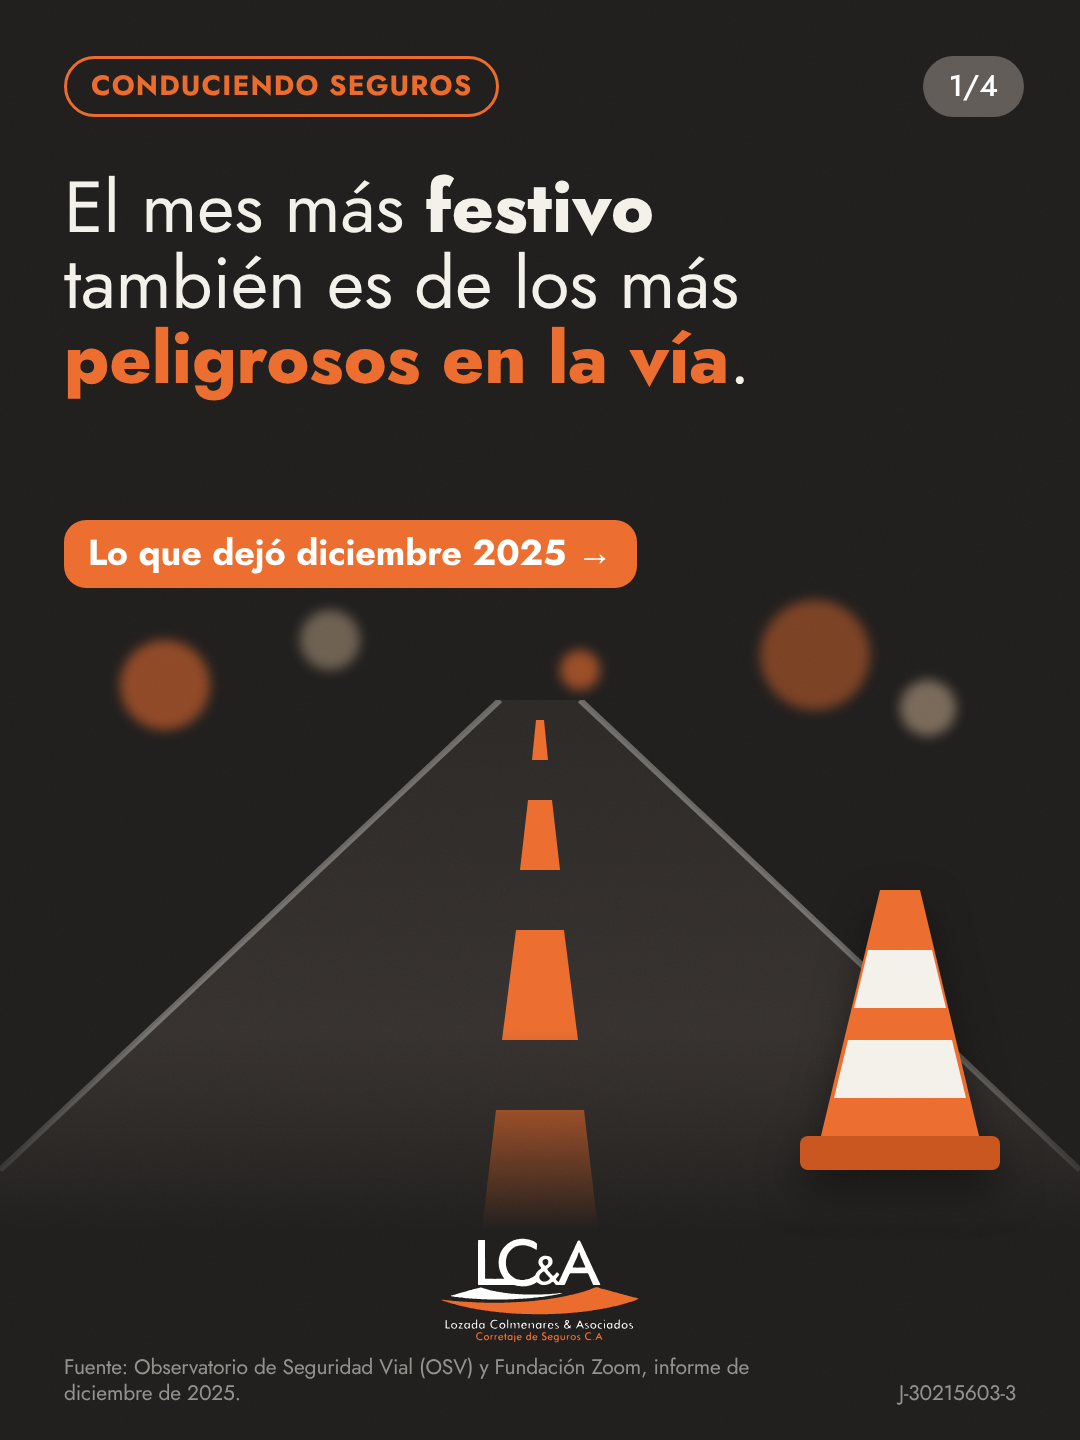 CONDUCIENDO SEGUROS
1/4
El mes más festivo
también es de los más
peligrosos en la vía.
Lo que dejó diciembre 2025 →
LC&A
Lozada Colmenares & Asociados
Corretaje de Seguros C A
Fuente: Observatorio de Seguridad Vial (OSV) y Fundación Zoom, informe de
diciembre de 2025.
J-30215603-3